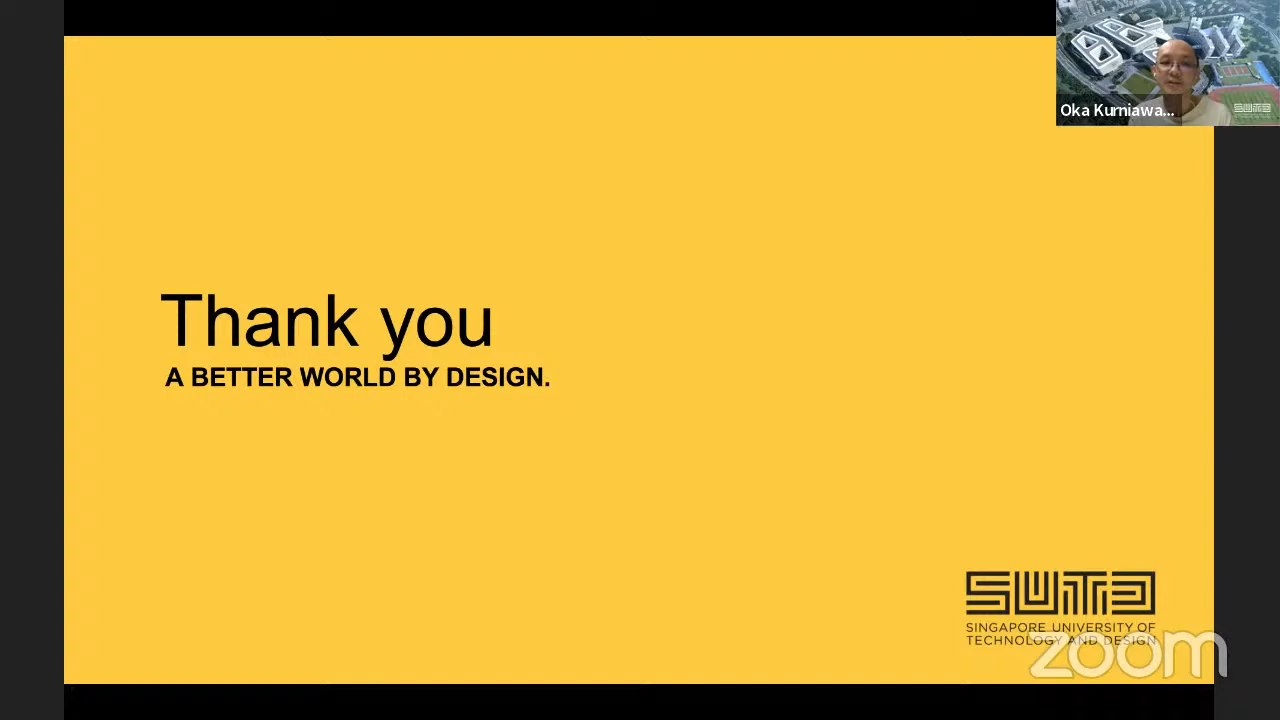 Oka Kurniawa...
Thank you
A BETTER WORLD BY DESIGN.
SUTD
SINGAPORE UNIVERSITY OF
TECHNOLOGY AND DESIGN
zoom